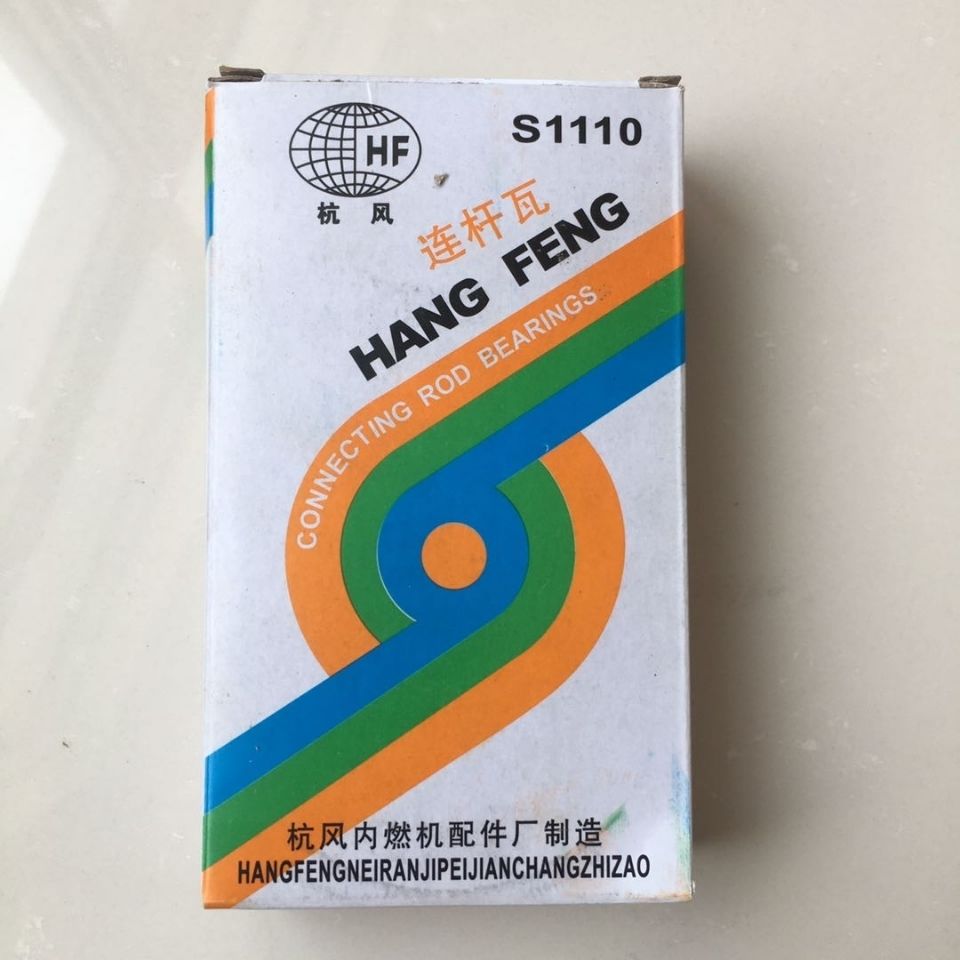 HF
杭风
S1110
连杆瓦
HANG FENG
CONNECTING ROD BEARINGS
杭风内燃机配件厂制造
HANGFENGNEIRANJIPEIJIANCHANGZHIZAO